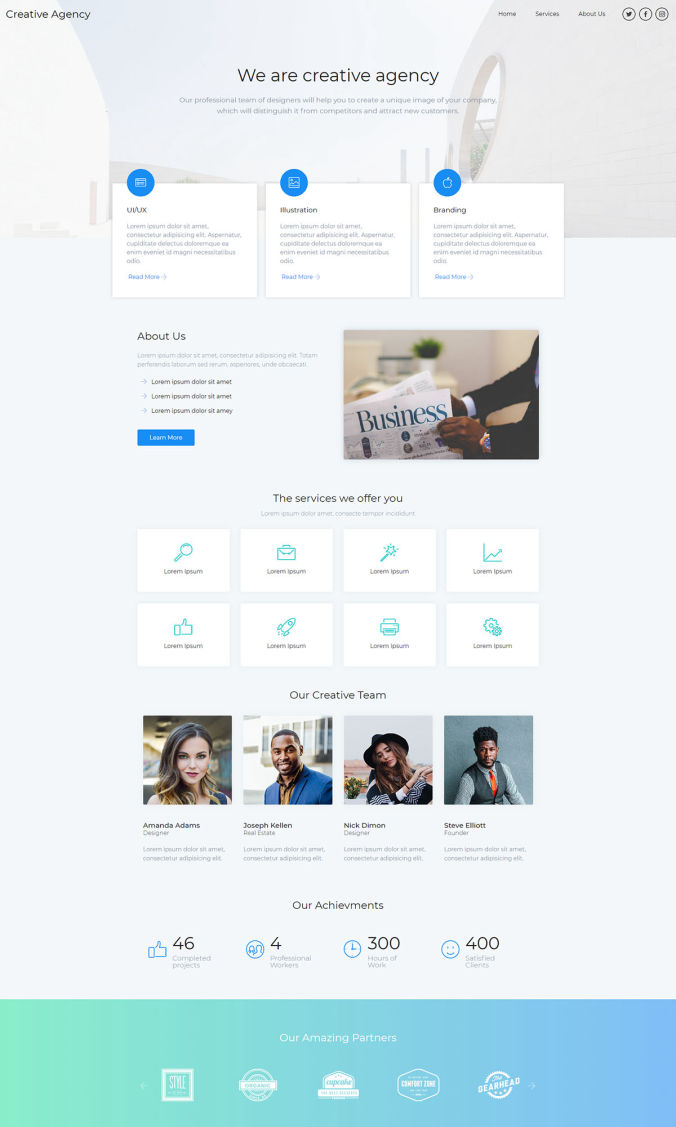 Creative Agency
Home
Services
About Us
We are creative agency
Our professional team of designers will help you to create a unique image of your company,
which will distinguish it from competitors and attract new customers.
UI/UX
Lorem ipsum dolor sit amet,
consectetur adipisicing elit. Aspernatur,
cupiditate delectus doloremque ea
enim eveniet id magni necessitatibus
odio.
Read More
Illustration
Lorem ipsum dolor sit amet,
consectetur adipisicing elit. Aspernatur,
cupiditate delectus doloremque ea
enim eveniet id magni necessitatibus
odio.
Read More
Branding
Lorem ipsum dolor sit amet,
consectetur adipisicing elit. Aspernatur,
cupiditate delectus doloremque ea
enim eveniet id magni necessitatibus
odio.
Read More
About Us
Lorem ipsum dolor sit amet, consectetur adipisicing elit. Totam
perferendis laborum sed rerum, asperiores, unde obcaecati.
Lorem ipsum dolor sit amet
Lorem ipsum dolor sit amet
Lorem ipsum dolor sit amey
Learn More
Business
The services we offer you
Lorem ipsum dolor amet, consecte tempor incididunt
Lorem Ipsum
Lorem Ipsum
Lorem Ipsum
Lorem Ipsum
Lorem Ipsum
Lorem Ipsum
Lorem Ipsum
Lorem Ipsum
Our Creative Team
Amanda Adams
Designer
Lorem ipsum dolor sit amet,
consectetur adipisicing elit.
Joseph Kellen
Real Estate
Lorem ipsum dolor sit amet,
consectetur adipisicing elit.
Nick Dimon
Designer
Lorem ipsum dolor sit amet,
consectetur adipisicing elit.
Steve Elliott
Founder
Lorem ipsum dolor sit amet,
consectetur adipisicing elit.
Our Achievments
46
Completed
projects
4
Professional
Workers
300
Hours of
Work
400
Satisfied
Clients
Our Amazing Partners
STYLE
ORGANIC
cupcake
COMFORT ZONE
The
GEARHEAD